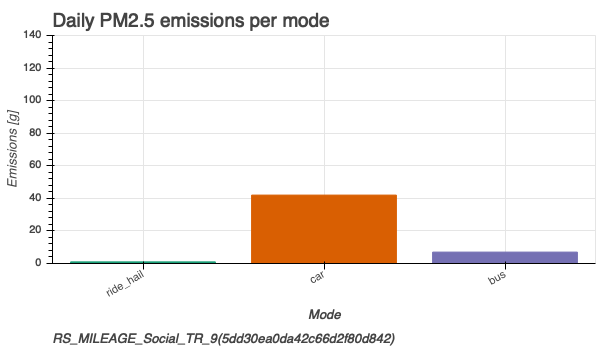 Daily PM2.5 emissions per mode
140
120
100
80
60
40
20
0
Emissions [g]
ride_hail
car
bus
Mode
RS_MILEAGE_Social_TR_9(5dd30ea0da42c66d2f80d842)